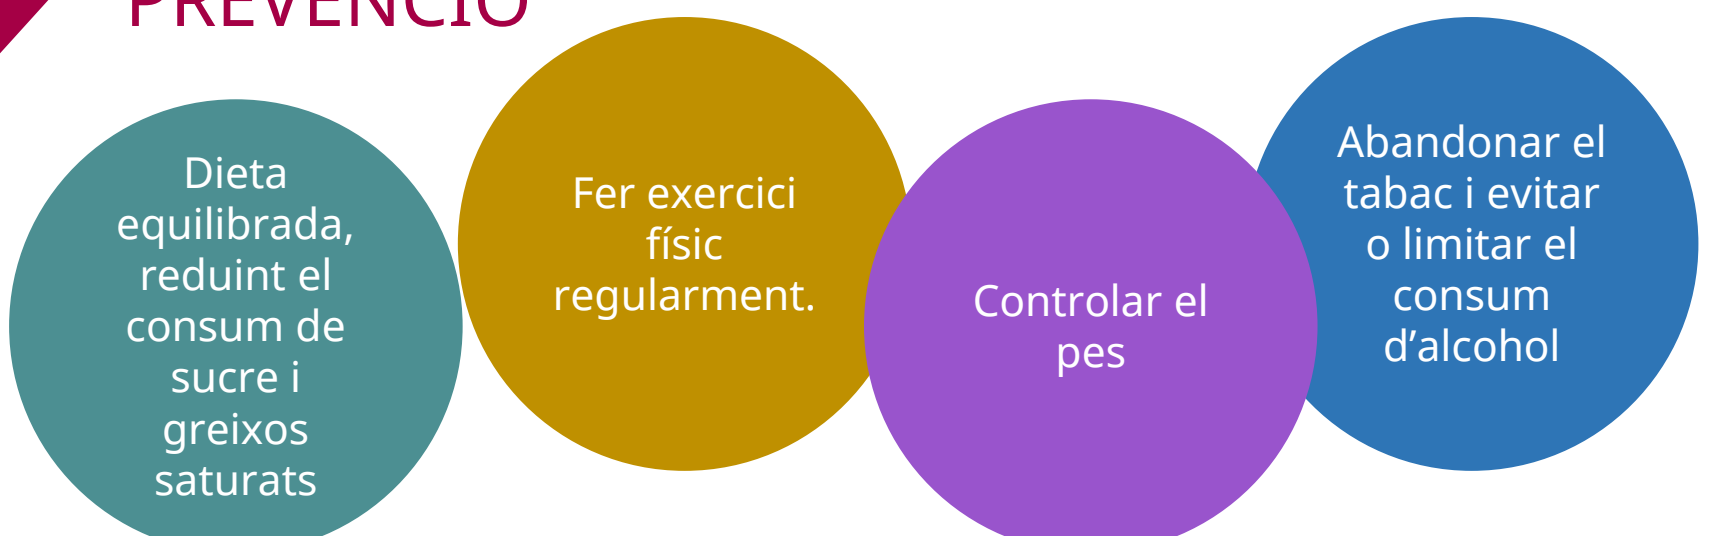 PREVENCIÓ
Dieta
equilibrada,
reduint el
consum de
sucre i
greixos
saturats
Fer exercici
físic
regularment.
Controlar el
pes
Abandonar el
tabac i evitar
o limitar el
consum
d’alcohol